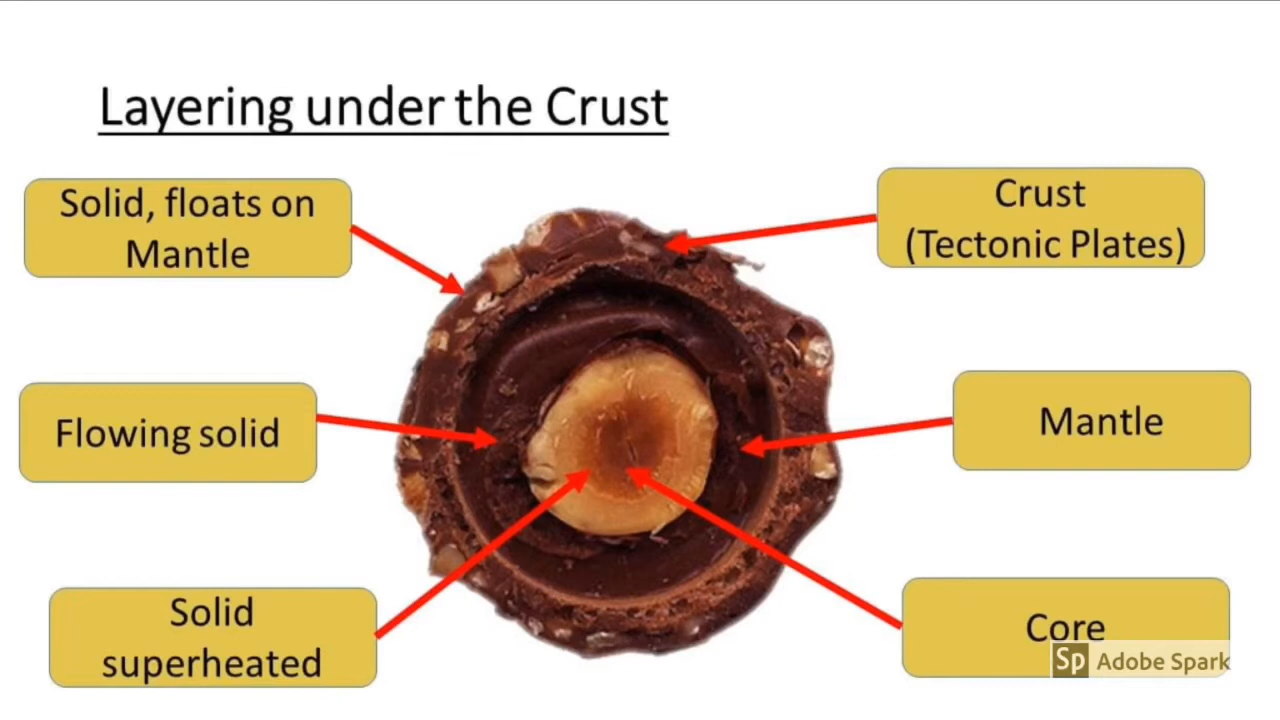 Layering under the Crust
Solid, floats on
Mantle
Crust
(Tectonic Plates)
Flowing solid
Mantle
Solid
superheated
Core
Sp Adobe Spark